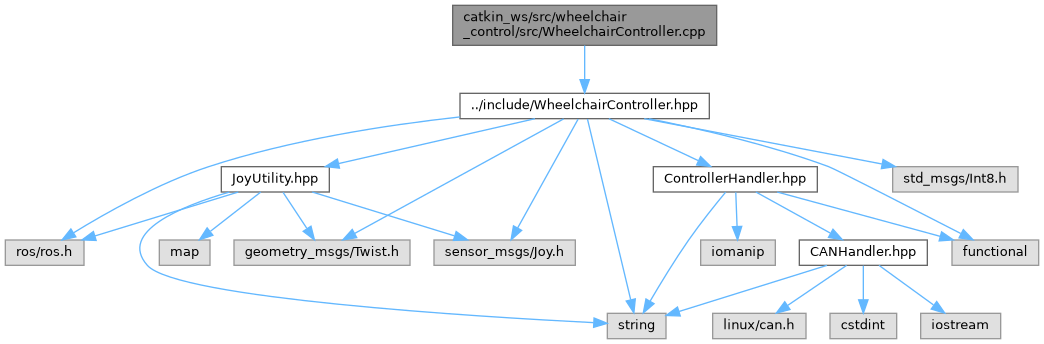 catkin_ws/src/wheelchair
_control/src/WheelchairController.cpp
../include/WheelchairController.hpp
JoyUtility.hpp
ControllerHandler.hpp
std_msgs/Int8.h
ros/ros.h
map
geometry_msgs/Twist.h
sensor_msgs/Joy.h
iomanip
CANHandler.hpp
functional
string
linux/can.h
cstdint
iostream